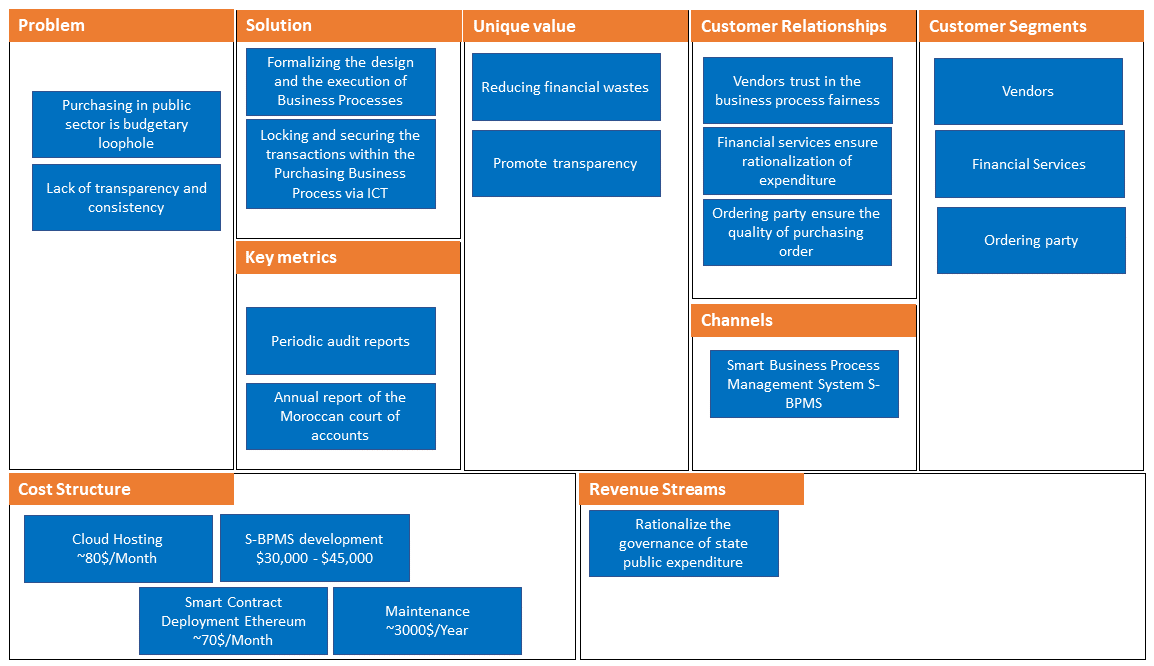 Problem
Purchasing in public
sector is budgetary
loophole
Lack of transparency and
consistency
Solution
Formalizing the design
and the execution of
Business Processes
Locking and securing the
transactions within the
Purchasing Business
Process via ICT
Key metrics
Periodic audit reports
Annual report of the
Moroccan court of
accounts
Unique value
Reducing financial wastes
Promote transparency
Customer Relationships
Vendors trust in the
business process fairness
Financial services ensure
rationalization of
expenditure
Ordering party ensure the
quality of purchasing
order
Channels
Smart Business Process
Management System S-
BPMS
Customer Segments
Vendors
Financial Services
Ordering party
Cost Structure
Cloud Hosting
~80$/Month
S-BPMS development
$30,000 - $45,000
Smart Contract
Deployment Ethereum
~70$/Month
Maintenance
~3000$/Year
Revenue Streams
Rationalize the
governance of state
public expenditure